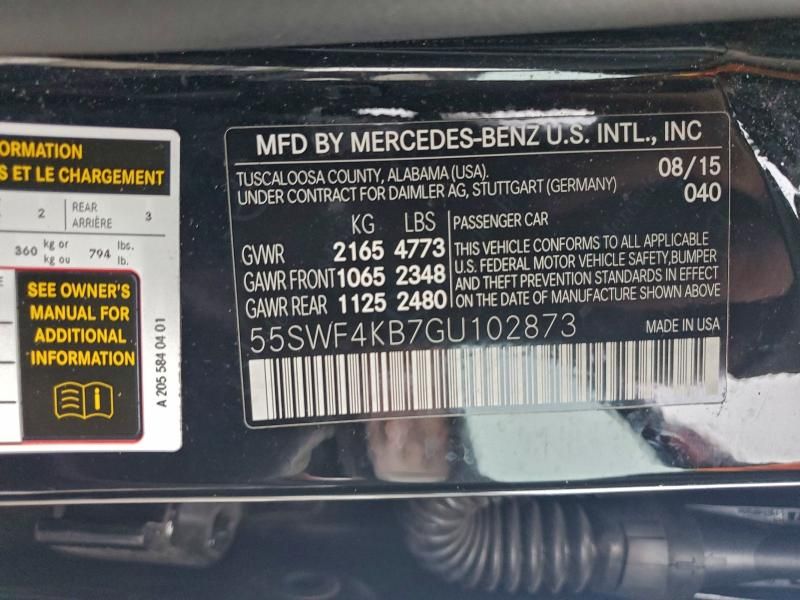 ORMATION
S ET LE CHARGEMENT
2 REAR ARRIÈRE 3
360 kg or kg ou 794 lbs. lb.
SEE OWNER'S
MANUAL FOR
ADDITIONAL
INFORMATION
A 205 584 04 01
MFD BY MERCEDES-BENZ U.S. INTL., INC
TUSCALOOSA COUNTY, ALABAMA (USA). 08/15
UNDER CONTRACT FOR DAIMLER AG, STUTTGART (GERMANY) 040
KG LBS
GVWR 2165 4773
GAWR FRONT 1065 2348
GAWR REAR 1125 2480
PASSENGER CAR
THIS VEHICLE CONFORMS TO ALL APPLICABLE
U.S. FEDERAL MOTOR VEHICLE SAFETY,BUMPER
AND THEFT PREVENTION STANDARDS IN EFFECT
ON THE DATE OF MANUFACTURE SHOWN ABOVE
55SWF4KB7GU102873 MADE IN USA